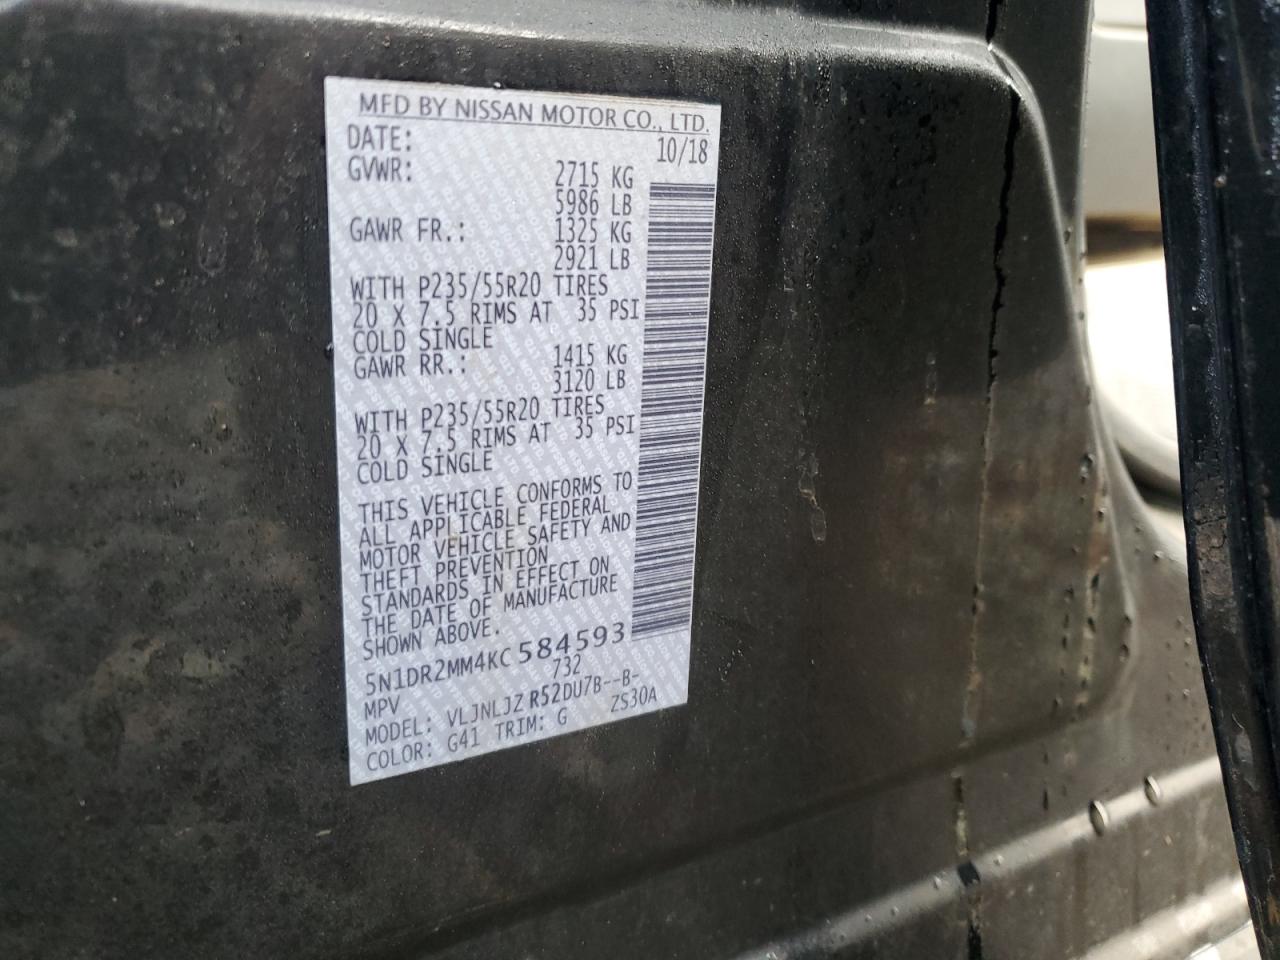 MFD BY NISSAN MOTOR CO., LTD.
DATE: 10/18
GVWR: 2715 KG
5986 LB
GAWR FR.: 1325 KG
2921 LB
WITH P235/55R20 TIRES
20 X 7.5 RIMS AT 35 PSI
COLD SINGLE
GAWR RR.: 1415 KG
3120 LB
WITH P235/55R20 TIRES
20 X 7.5 RIMS AT 35 PSI
COLD SINGLE
THIS VEHICLE CONFORMS TO
ALL APPLICABLE FEDERAL
MOTOR VEHICLE SAFETY AND
THEFT PREVENTION
STANDARDS IN EFFECT ON
THE DATE OF MANUFACTURE
SHOWN ABOVE.
5N1DR2MM4KC584593
MPV 732
MODEL: VLJNLJZ R52DU7B--B-
COLOR: G41 TRIM: G ZS30A